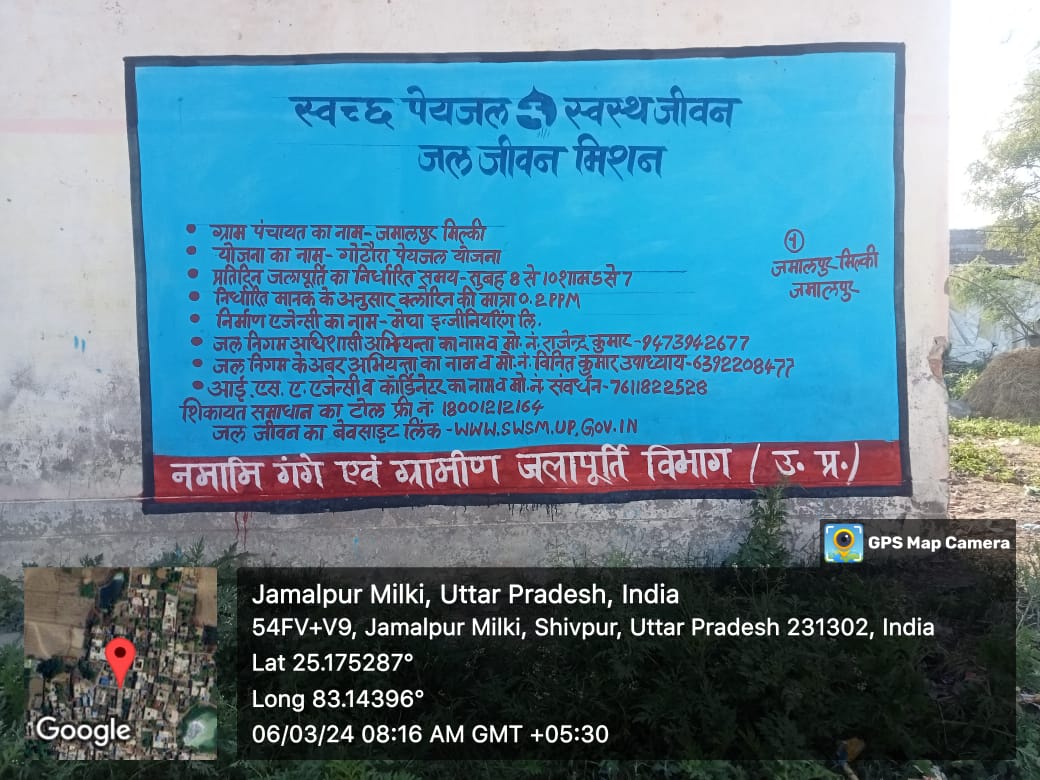 स्वच्छ पेयजल स्वस्थ जीवन
जल जीवन मिशन
• ग्राम पंचायत का नाम- जमालपुर मिल्की
• योजना का नाम- गोटौरा पेयजल योजना
• प्रतिदिन जलापूर्ति का निर्धारित समय- सुबह 8 से 10 शाम 5 से 7
• निर्धारित मानक के अनुसार क्लोरिन की मात्रा 0.2 PPM
• निर्माण एजेन्सी का नाम- मेघा इन्जीनियरिंग लि.
• जल निगम अधिशासी अभियन्ता का नाम व मो.नं. राजेन्द्र कुमार-9473942677
• जल निगम के अबर अभियन्ता का नाम व मो.नं. विनित कुमार उपाध्याय-6392208477
• आई.एस.ए. एजेन्सी व कॉर्डिनेटर का नाम व मो.नं. संवर्धन-7611822528
शिकायत समाधान का टोल फ्री नं: 18001212164
जल जीवन का बेवसाइट लिंक -WWW.SWSM.UP.GOV.IN
1
जमालपुर मिल्की
जमालपुर
नमामि गंगे एवं ग्रामीण जलापूर्ति विभाग ( उ. प्र.)
GPS Map Camera
Google
Jamalpur Milki, Uttar Pradesh, India
54FV+V9, Jamalpur Milki, Shivpur, Uttar Pradesh 231302, India
Lat 25.175287°
Long 83.14396°
06/03/24 08:16 AM GMT +05:30